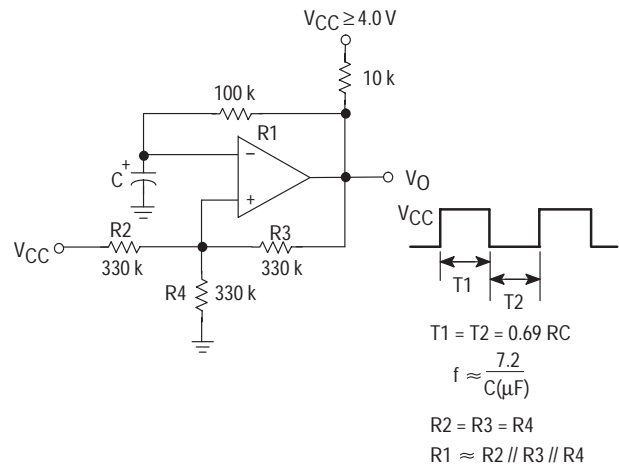 VCC ≥ 4.0 V
10 k
100 k
R1
−
+
+
C
VO
VCC
R2
330 k
R3
330 k
R4
330 k
VCC
T1
T2
T1 = T2 = 0.69 RC
f ≈ 7.2
C(µF)
R2 = R3 = R4
R1 ≈ R2 // R3 // R4